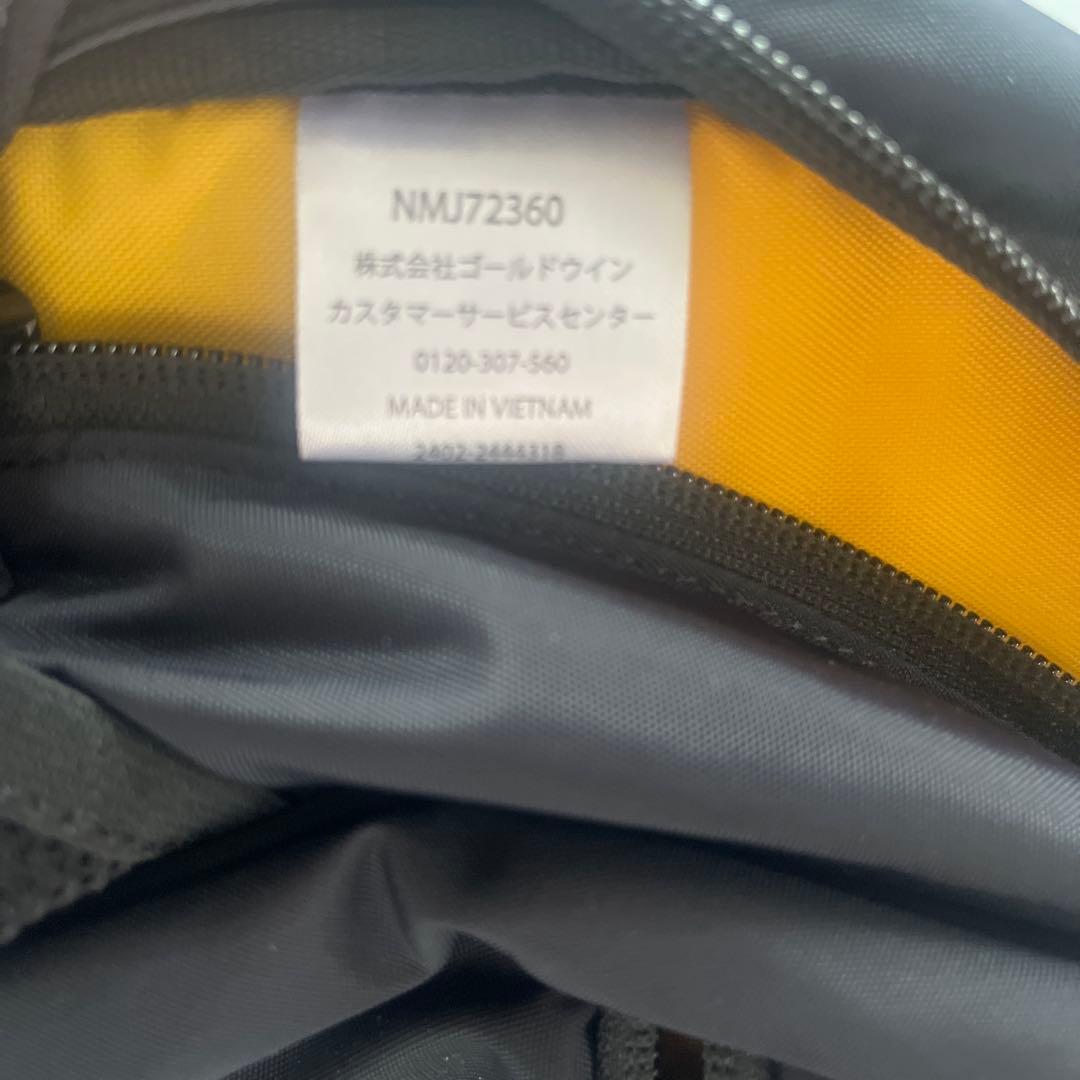 NMJ72360
株式会社ゴールドウイン
カスタマーサービスセンター
0120-307-560
MADE IN VIETNAM